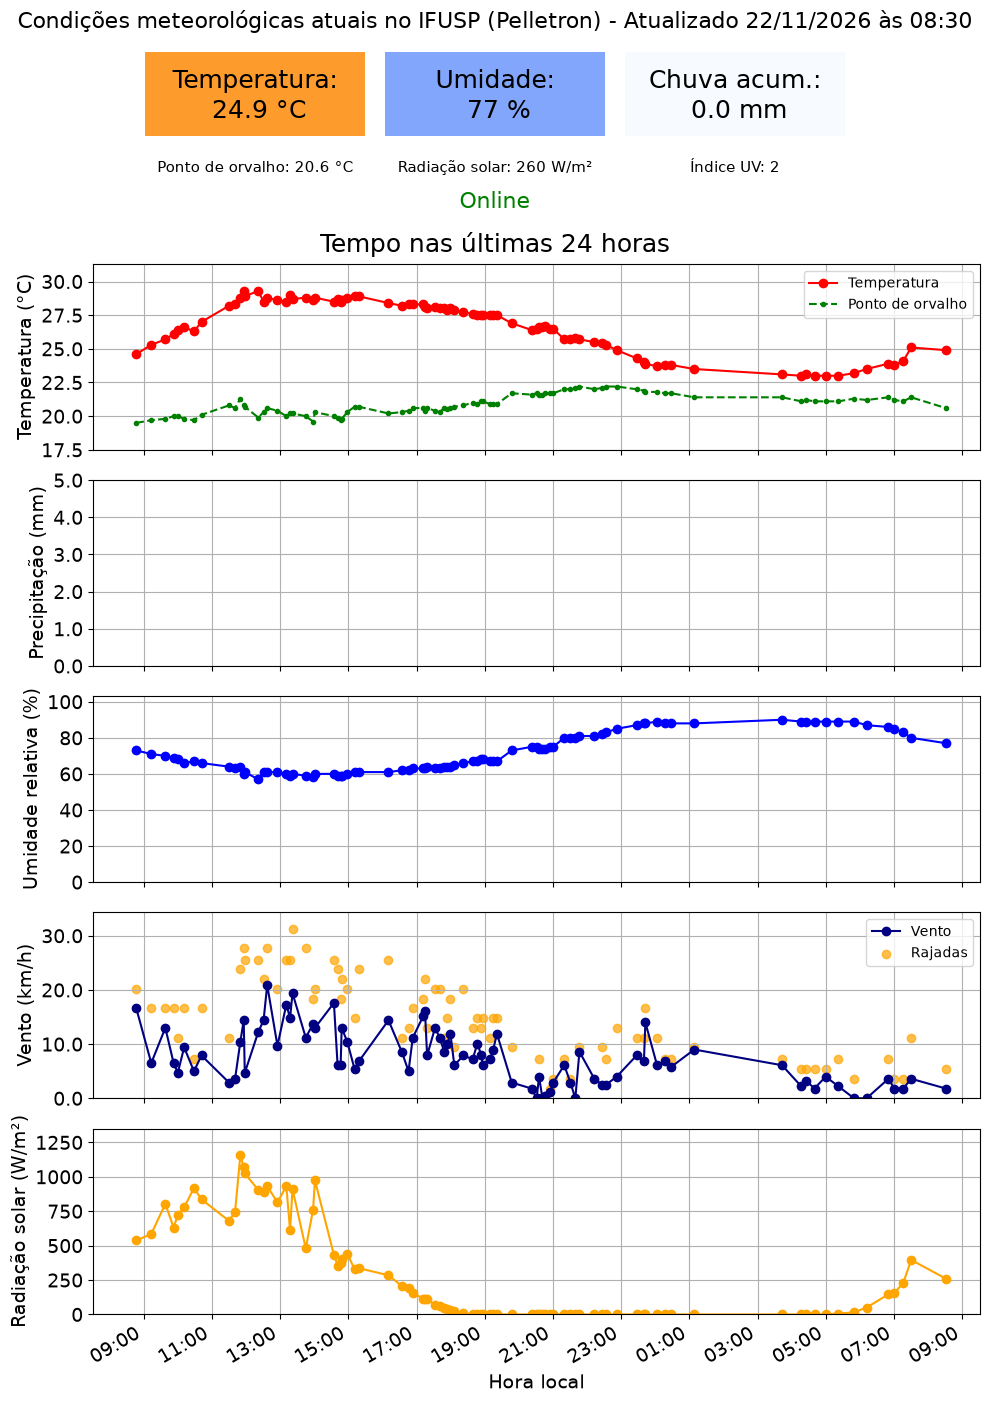 Condições meteorológicas atuais no IFUSP (Pelletron) - Atualizado 22/11/2026 às 08:30
Temperatura:
24.9 °C
Umidade:
77 %
Chuva acum.:
0.0 mm
Ponto de orvalho: 20.6 °C
Radiação solar: 260 W/m²
Índice UV: 2
Online
Tempo nas últimas 24 horas
Temperatura (°C)
30.0
27.5
25.0
22.5
20.0
17.5
Temperatura
Ponto de orvalho
Precipitação (mm)
5.0
4.0
3.0
2.0
1.0
0.0
Umidade relativa (%)
100
80
60
40
20
0
Vento (km/h)
30.0
20.0
10.0
0.0
Vento
Rajadas
Radiação solar (W/m²)
1250
1000
750
500
250
0
09:00 11:00 13:00 15:00 17:00 19:00 21:00 23:00 01:00 03:00 05:00 07:00 09:00
Hora local